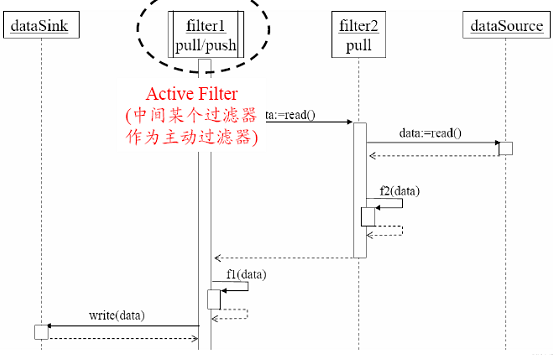 dataSink
filter1
pull/push
filter2
pull
dataSource
Active Filter
(中间某个过滤器
作为主动过滤器)
ta:=read()
data:=read()
f2(data)
f1(data)
write(data)